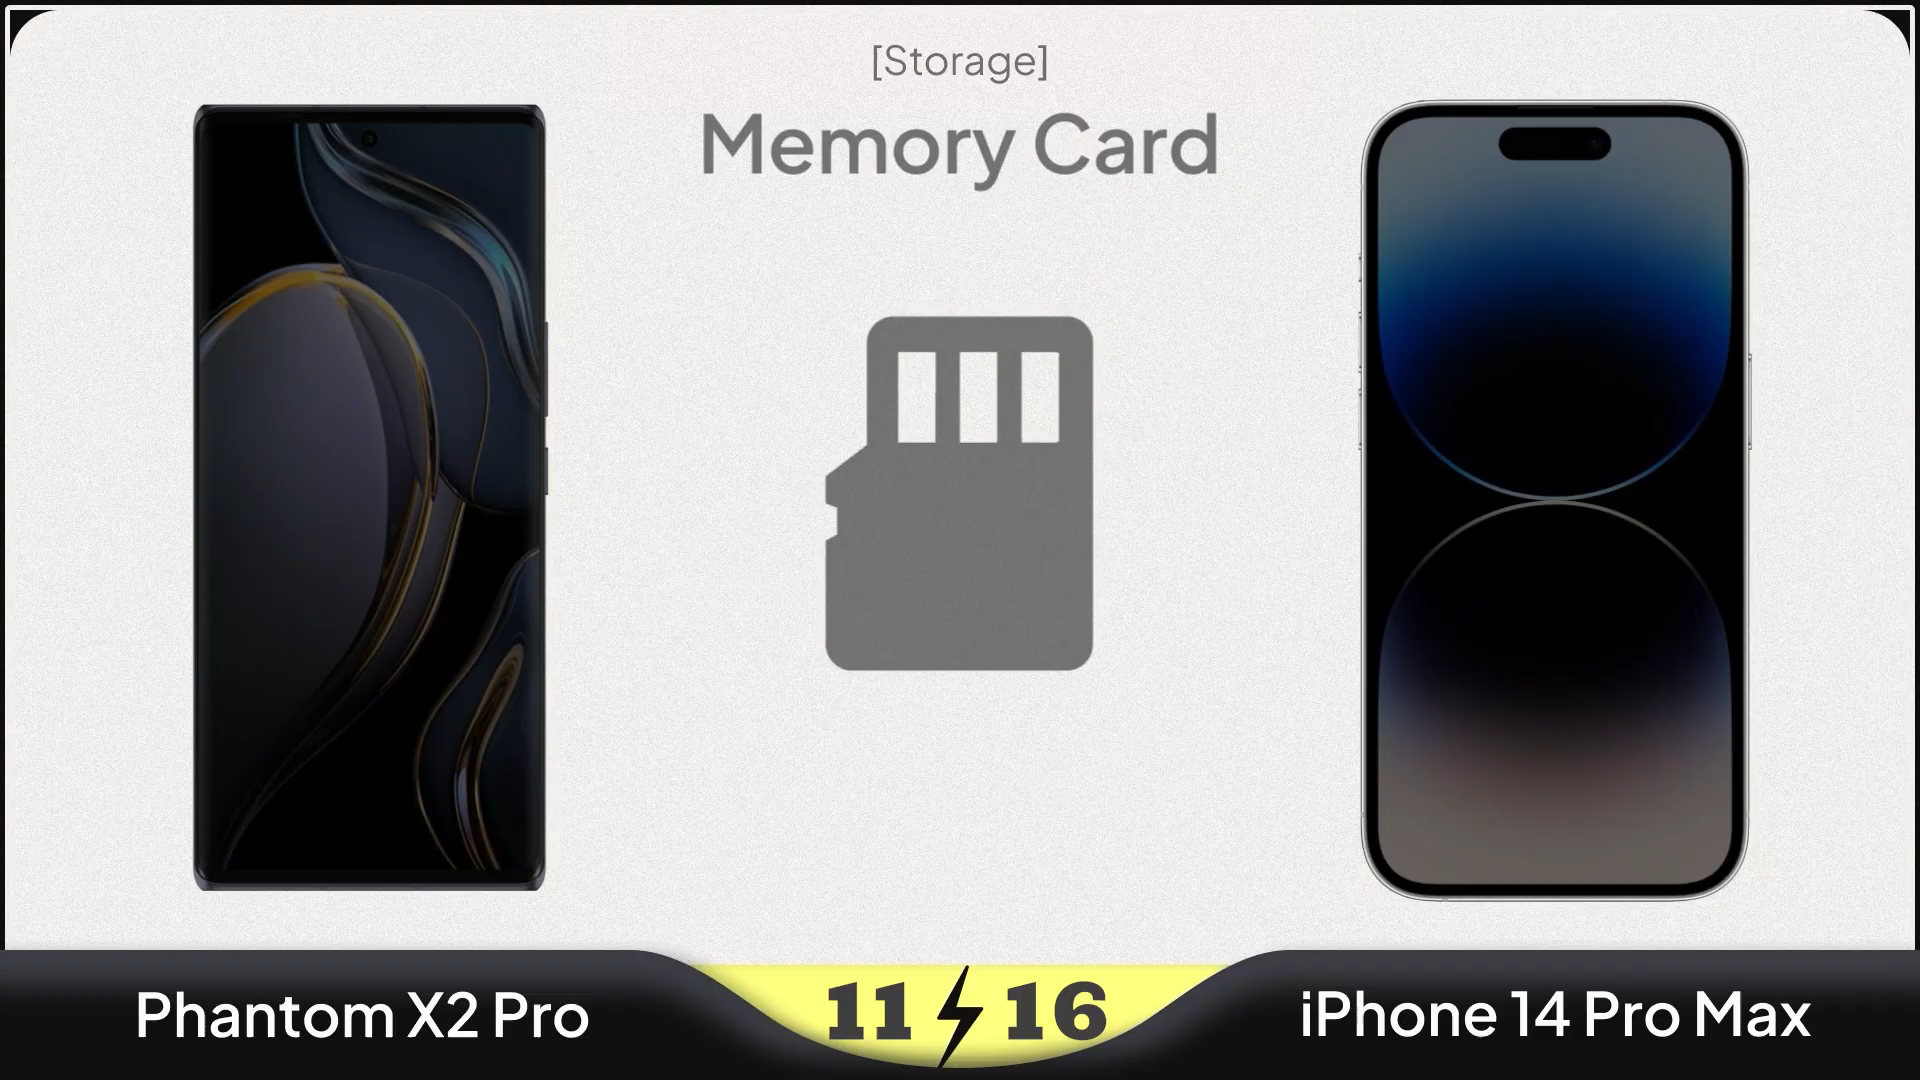 [Storage]
Memory Card
Phantom X2 Pro
11 16
iPhone 14 Pro Max